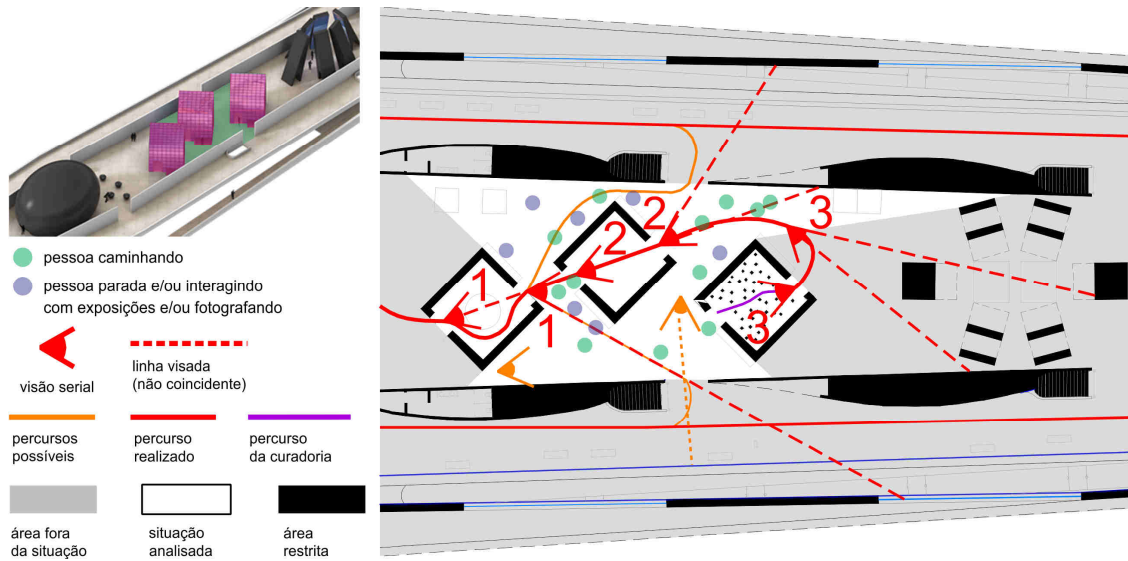 pessoa caminhando
pessoa parada e/ou interagindo
com exposições e/ou fotografando
visão serial
linha visada
(não coincidente)
percursos
possíveis
percurso
realizado
percurso
da curadoria
área fora
da situação
situação
analisada
área
restrita
1
1
2
2
3
3